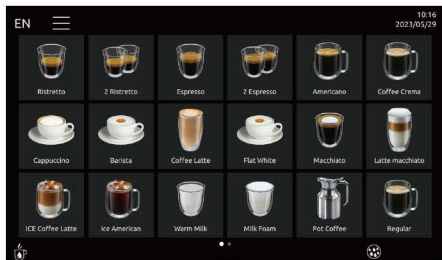 EN
10:16
2023/05/29
Ristretto
2 Ristretto
Espresso
2 Espresso
Americano
Coffee Crema
Cappuccino
Barista
Coffee Latte
Flat White
Macchiato
Latte macchiato
ICE Coffee Latte
Ice American
Warm Milk
Milk Foam
Pot Coffee
Regular